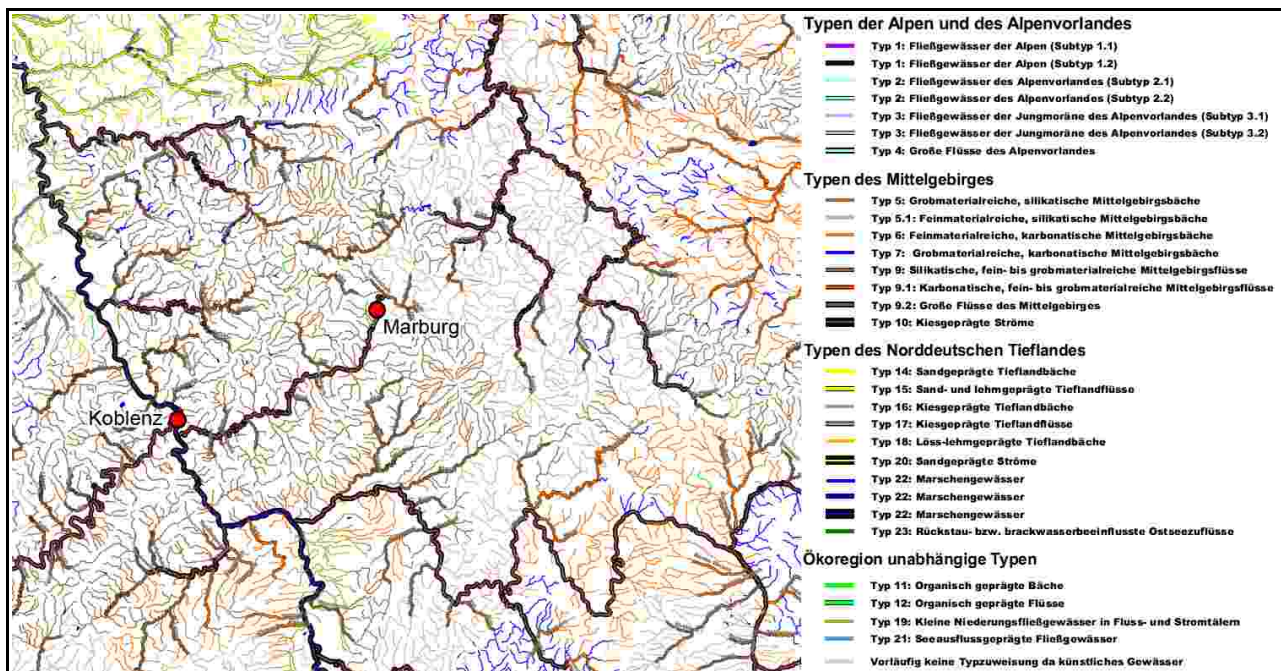 Marburg
Koblenz
Typen der Alpen und des Alpenvorlandes
Typ 1: Fließgewässer der Alpen (Subtyp 1.1)
Typ 1: Fließgewässer der Alpen (Subtyp 1.2)
Typ 2: Fließgewässer des Alpenvorlandes (Subtyp 2.1)
Typ 2: Fließgewässer des Alpenvorlandes (Subtyp 2.2)
Typ 3: Fließgewässer der Jungmoräne des Alpenvorlandes (Subtyp 3.1)
Typ 3: Fließgewässer der Jungmoräne des Alpenvorlandes (Subtyp 3.2)
Typ 4: Große Flüsse des Alpenvorlandes
Typen des Mittelgebirges
Typ 5: Grobmaterialreiche, silikatische Mittelgebirgsbäche
Typ 5.1: Feinmaterialreiche, silikatische Mittelgebirgsbäche
Typ 6: Feinmaterialreiche, karbonatische Mittelgebirgsbäche
Typ 7: Grobmaterialreiche, karbonatische Mittelgebirgsbäche
Typ 9: Silikatische, fein- bis grobmaterialreiche Mittelgebirgsflüsse
Typ 9.1: Karbonatische, fein- bis grobmaterialreiche Mittelgebirgsflüsse
Typ 9.2: Große Flüsse des Mittelgebirges
Typ 10: Kiesgeprägte Ströme
Typen des Norddeutschen Tieflandes
Typ 14: Sandgeprägte Tieflandbäche
Typ 15: Sand- und lehmgeprägte Tieflandflüsse
Typ 16: Kiesgeprägte Tieflandbäche
Typ 17: Kiesgeprägte Tieflandflüsse
Typ 18: Löss-lehmgeprägte Tieflandbäche
Typ 20: Sandgeprägte Ströme
Typ 22: Marschengewässer
Typ 22: Marschengewässer
Typ 22: Marschengewässer
Typ 23: Rückstau- bzw. brackwasserbeeinflusste Ostseezuflüsse
Ökoregion unabhängige Typen
Typ 11: Organisch geprägte Bäche
Typ 12: Organisch geprägte Flüsse
Typ 19: Kleine Niederungsfließgewässer in Fluss- und Stromtälern
Typ 21: Seeausflussgeprägte Fließgewässer
Vorläufig keine Typzuweisung da künstliches Gewässer